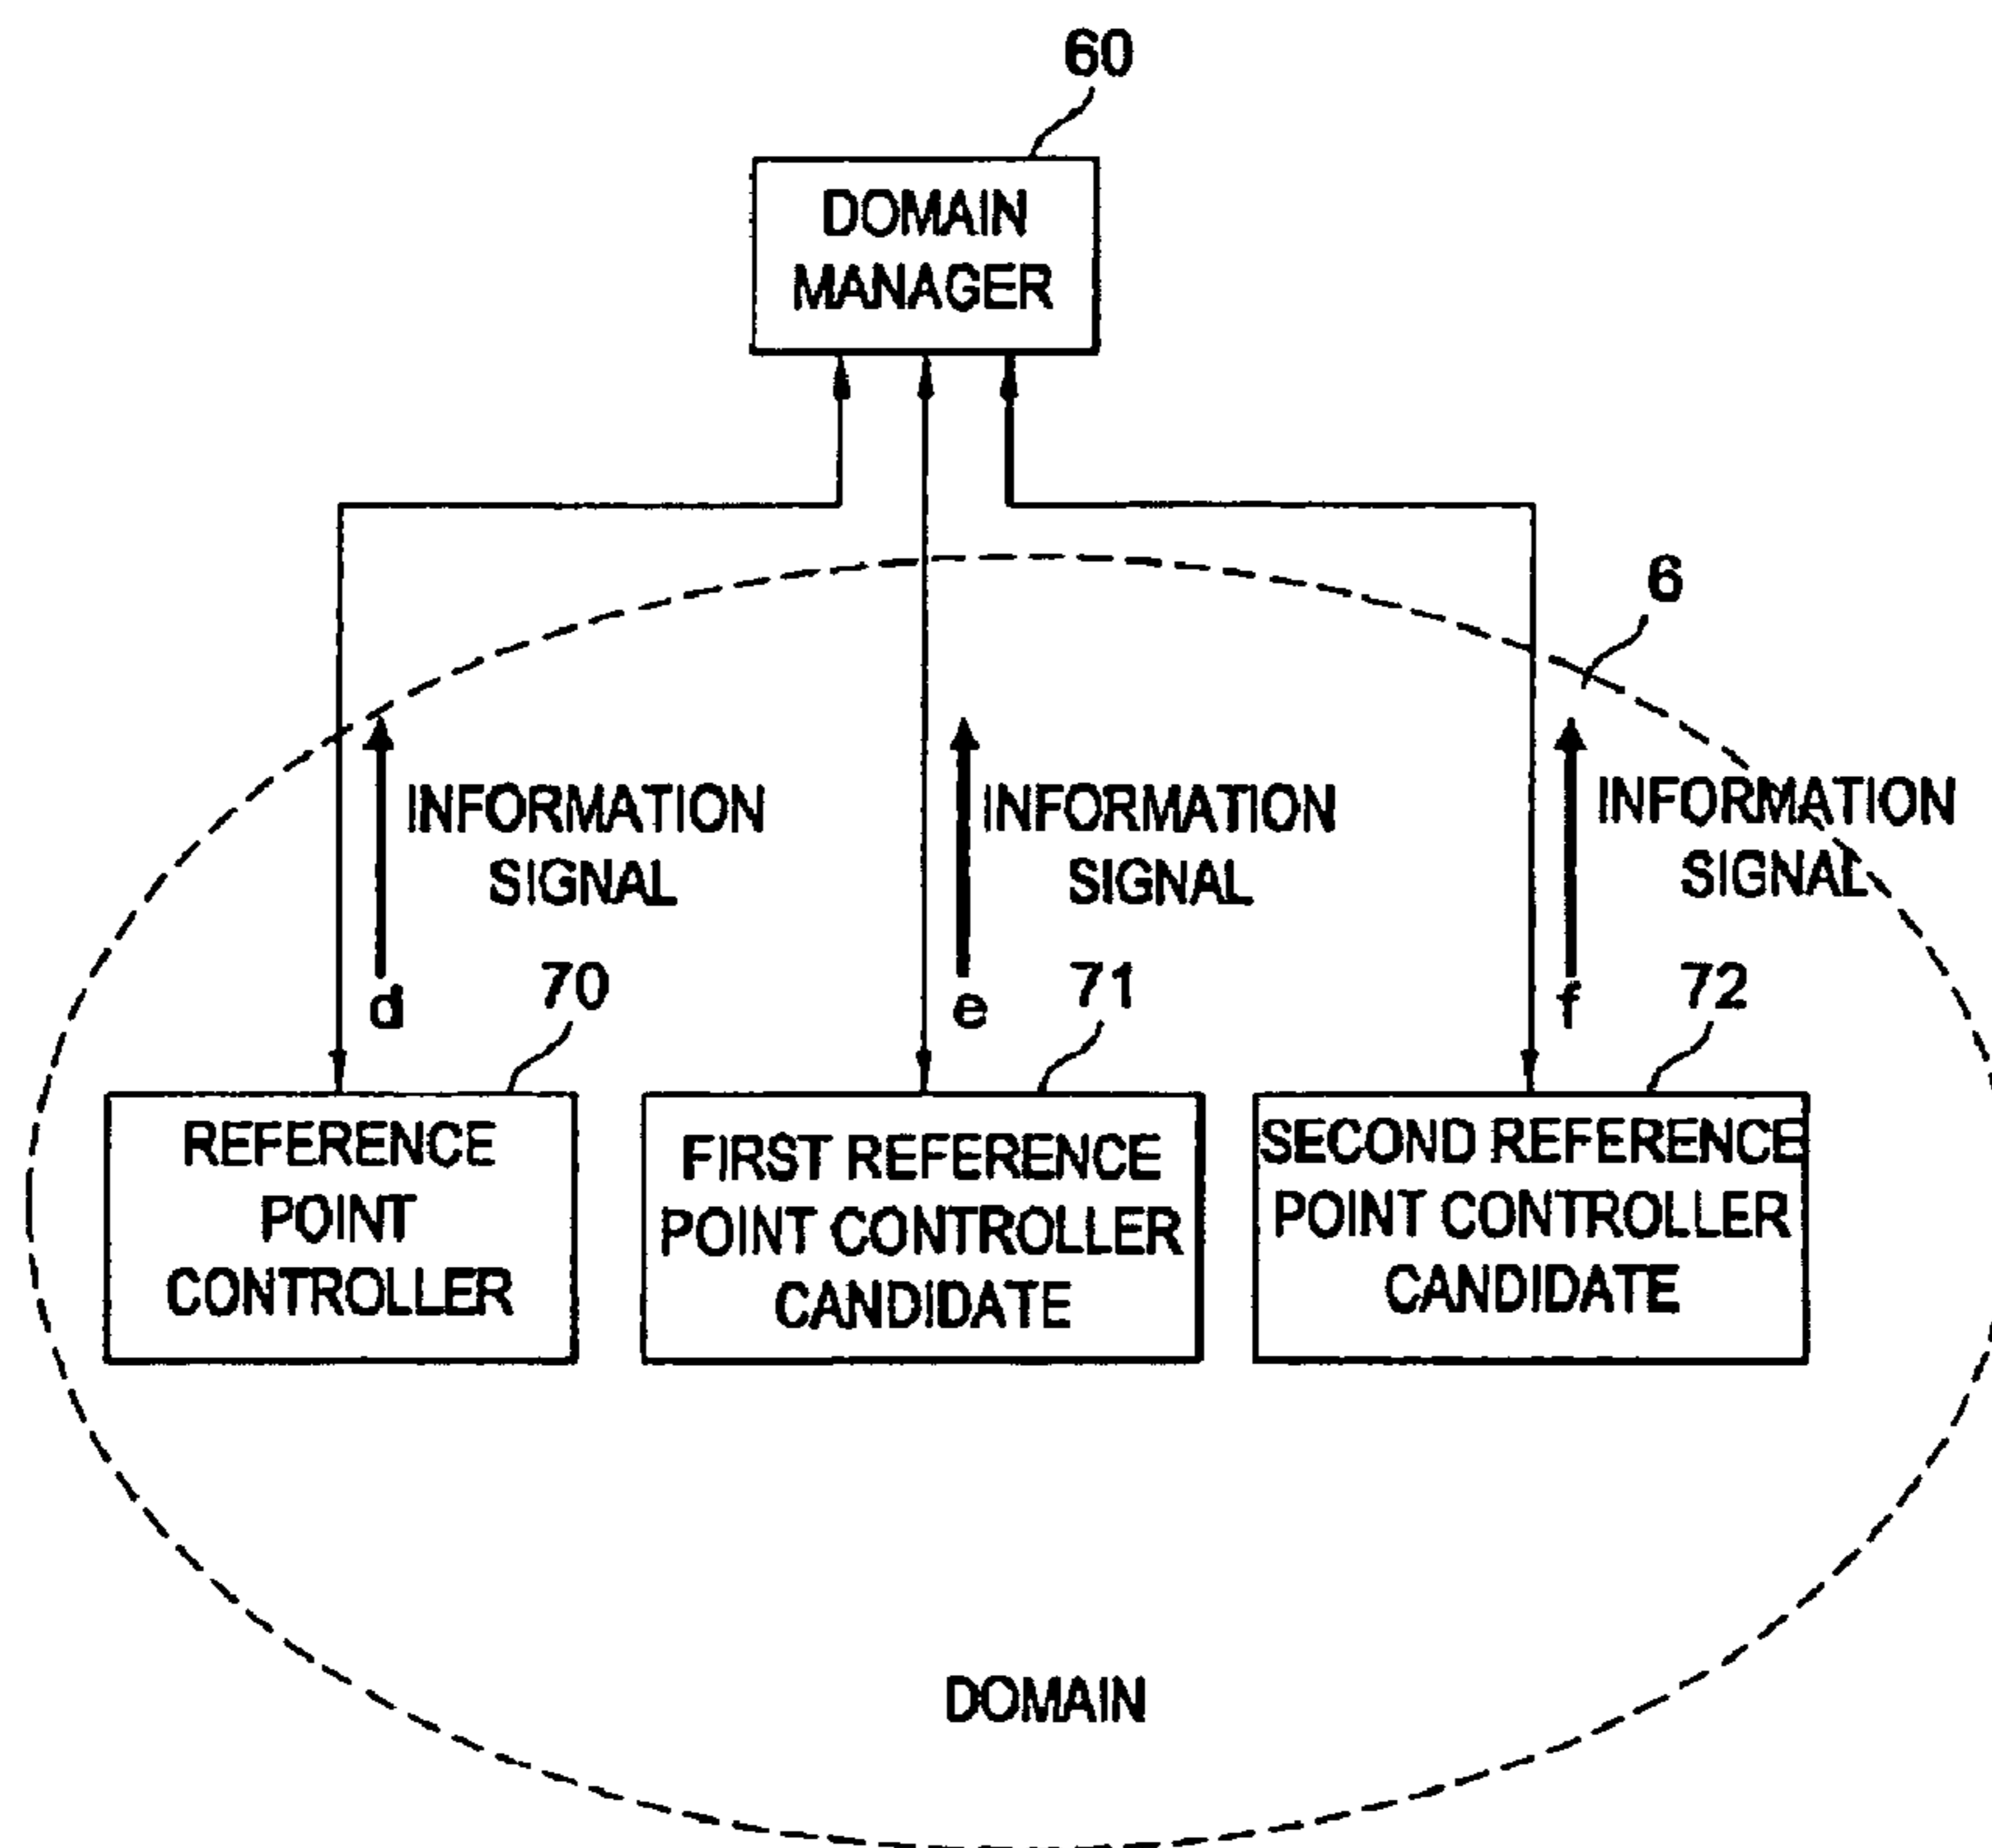 60
DOMAIN
MANAGER
6
INFORMATION
SIGNAL
INFORMATION
SIGNAL
INFORMATION
SIGNAL
d
70
e
71
f
72
REFERENCE
POINT
CONTROLLER
FIRST REFERENCE
POINT CONTROLLER
CANDIDATE
SECOND REFERENCE
POINT CONTROLLER
CANDIDATE
DOMAIN